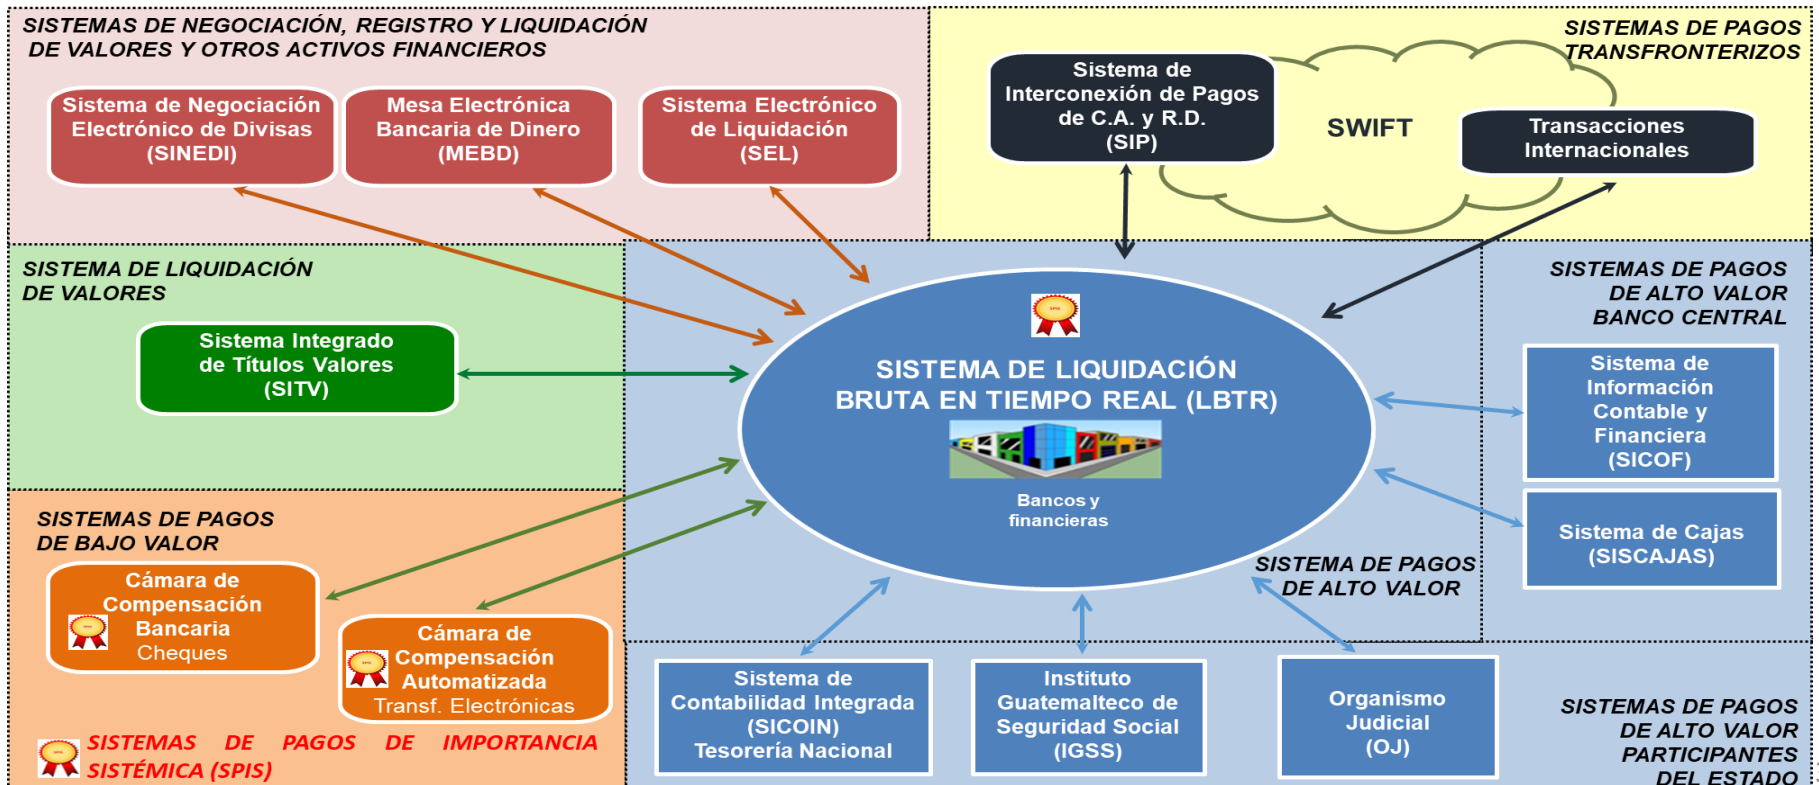 SISTEMAS DE NEGOCIACIÓN, REGISTRO Y LIQUIDACIÓN
DE VALORES Y OTROS ACTIVOS FINANCIEROS
Sistema de Negociación
Electrónico de Divisas
(SINEDI)
Mesa Electrónica
Bancaria de Dinero
(MEBD)
Sistema Electrónico
de Liquidación
(SEL)
SISTEMAS DE PAGOS
TRANSFRONTERIZOS
Sistema de
Interconexión de Pagos
de C.A. y R.D.
(SIP)
SWIFT
Transacciones
Internacionales
SISTEMA DE LIQUIDACIÓN
DE VALORES
Sistema Integrado
de Títulos Valores
(SITV)
SISTEMA DE LIQUIDACIÓN
BRUTA EN TIEMPO REAL (LBTR)
Bancos y
financieras
SISTEMA DE PAGOS
DE ALTO VALOR
SISTEMAS DE PAGOS
DE ALTO VALOR
BANCO CENTRAL
Sistema de
Información
Contable y
Financiera
(SICOF)
Sistema de Cajas
(SISCAJAS)
SISTEMAS DE PAGOS
DE BAJO VALOR
Cámara de
Compensación
Bancaria
Cheques
Cámara de
Compensación
Automatizada
Transf. Electrónicas
SISTEMAS DE PAGOS DE IMPORTANCIA
SISTÉMICA (SPIS)
Sistema de
Contabilidad Integrada
(SICOIN)
Tesorería Nacional
Instituto
Guatemalteco de
Seguridad Social
(IGSS)
Organismo
Judicial
(OJ)
SISTEMAS DE PAGOS
DE ALTO VALOR
PARTICIPANTES
DEL ESTADO